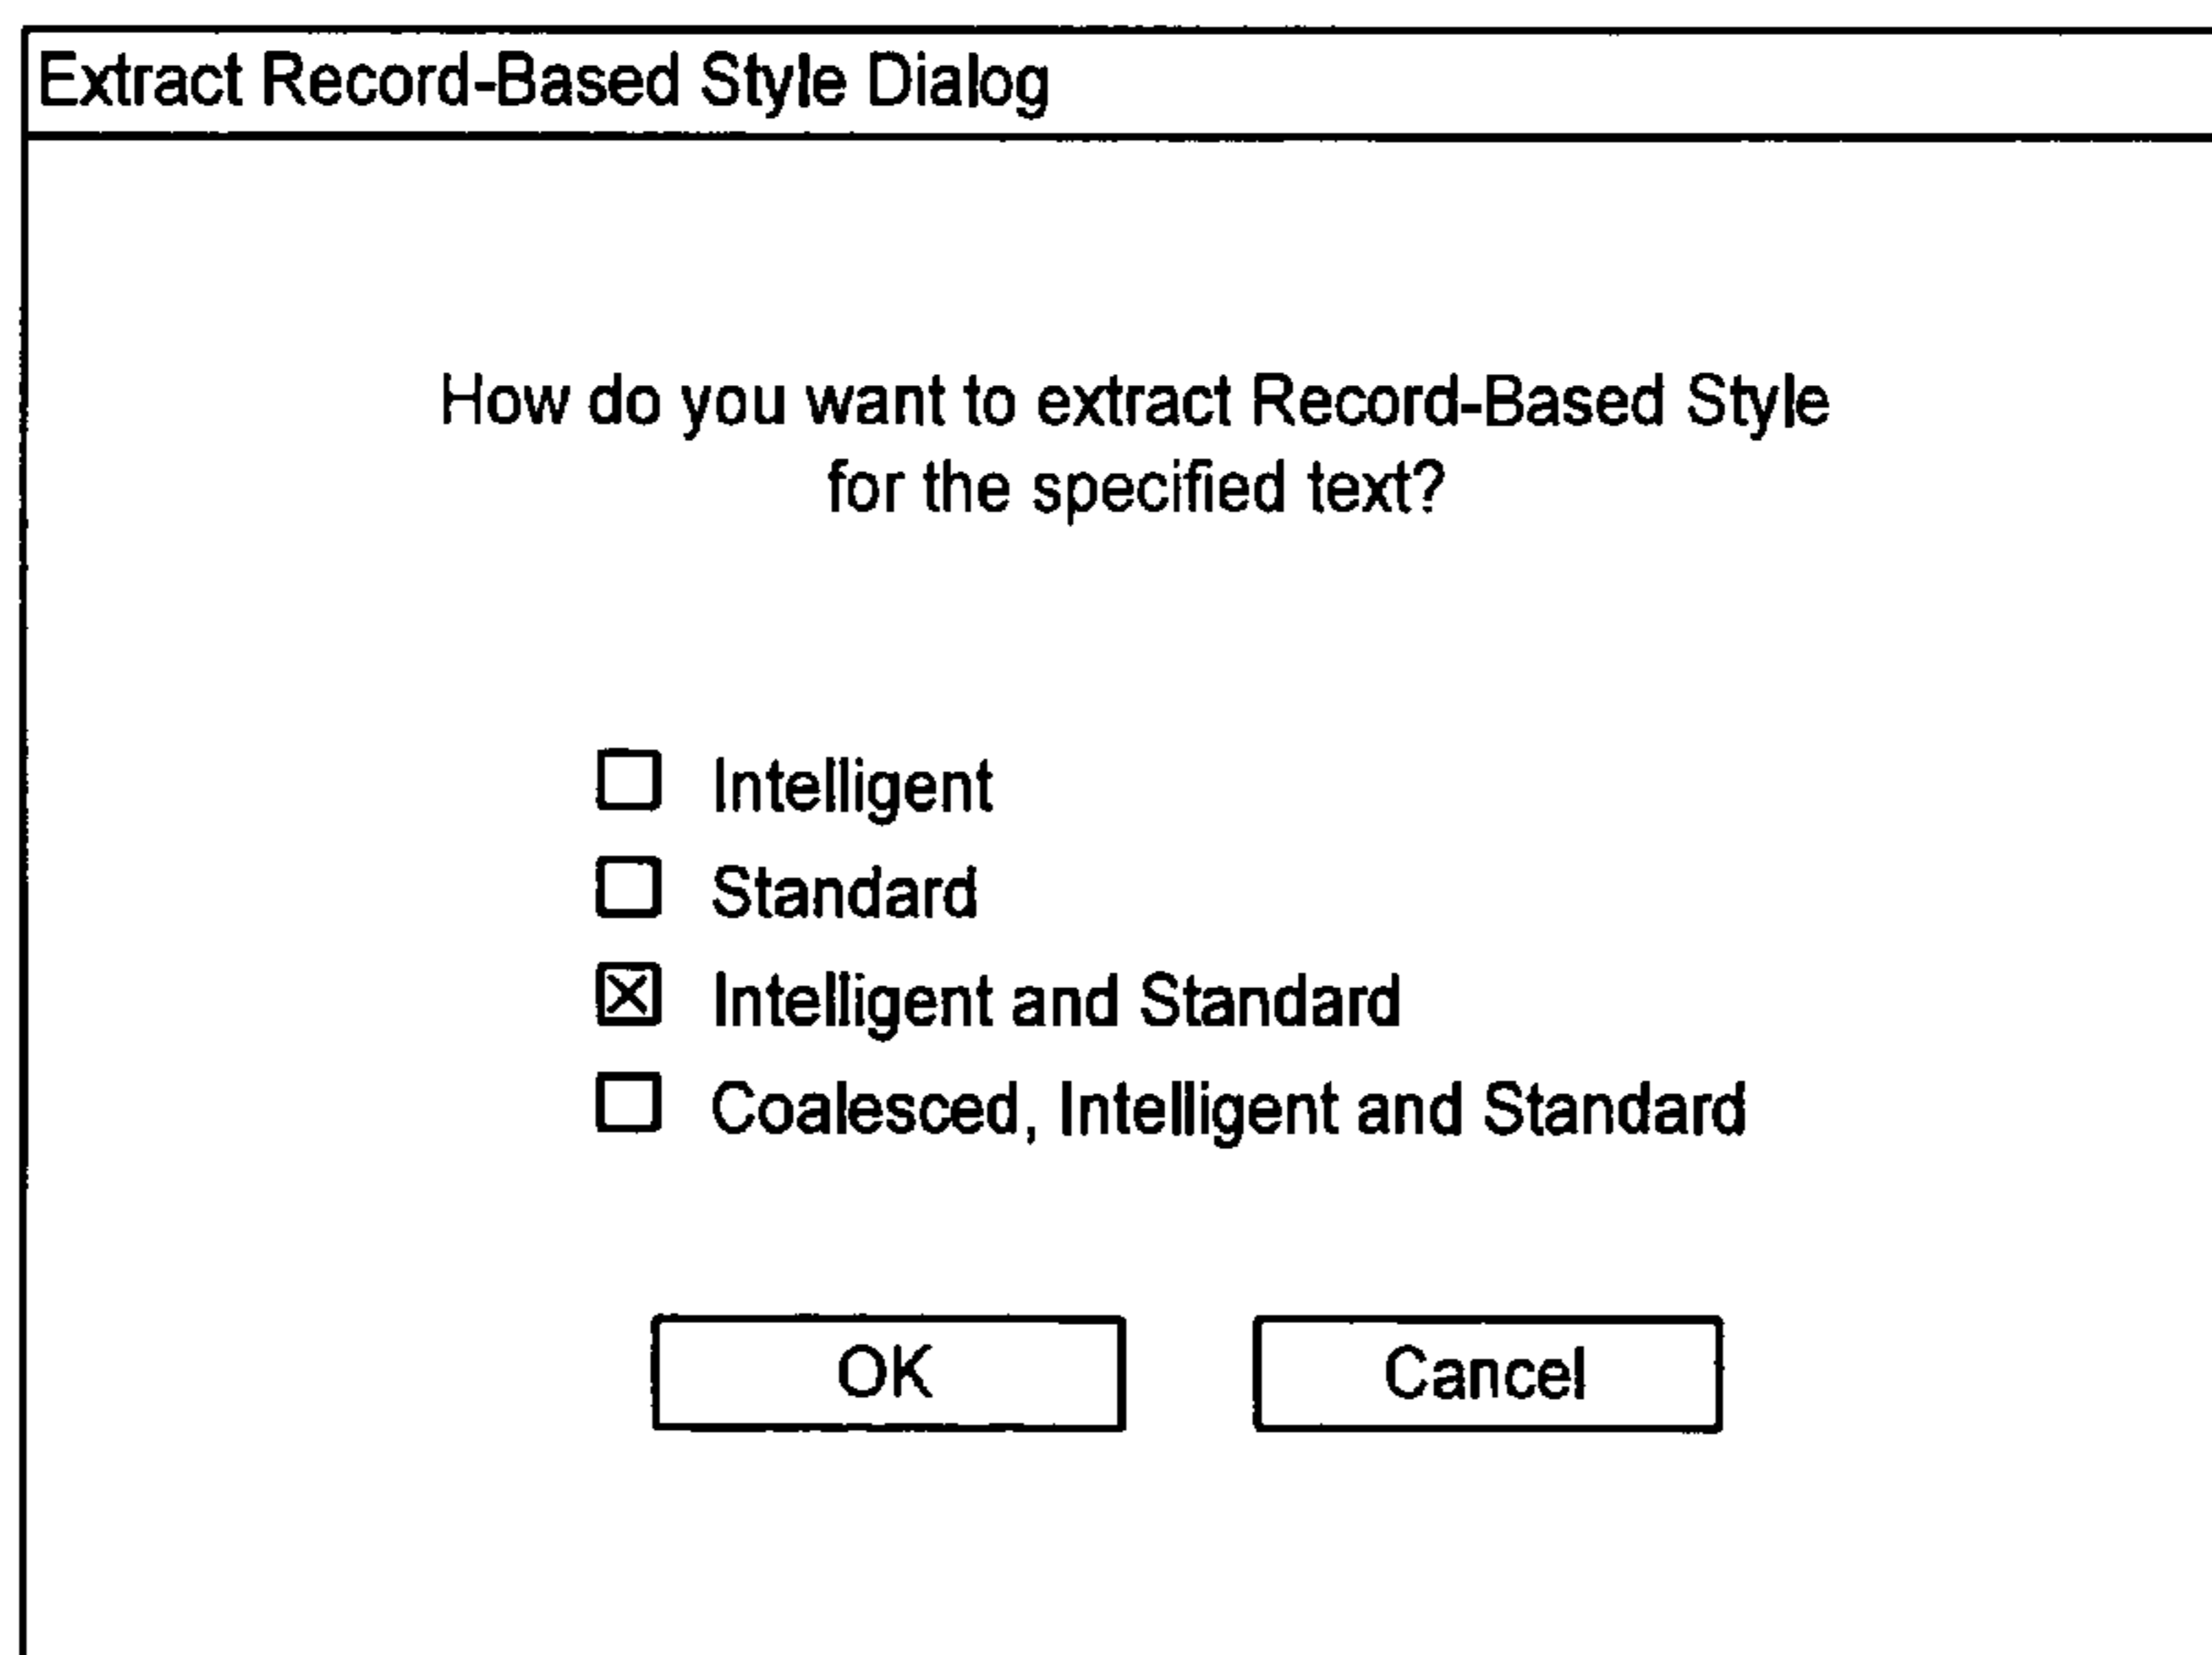 Extract Record-Based Style Dialog
How do you want to extract Record-Based Style
for the specified text?
Intelligent
Standard
Intelligent and Standard
Coalesced, Intelligent and Standard
OK
Cancel